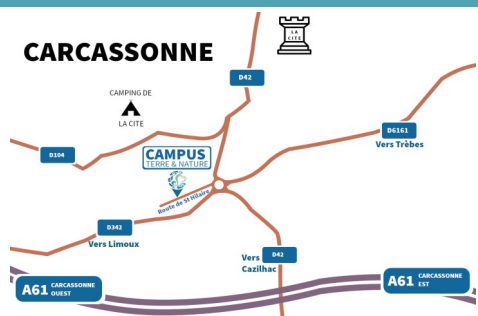 LA
CITÉ
CARCASSONNE
D42
CAMPING DE
LA CITE
D6161
Vers Trèbes
D104
CAMPUS
TERRE & NATURE
Route de St Hilaire
D342
Vers Limoux
D42
Vers
Cazilhac
A61 CARCASSONNE
OUEST
A61 CARCASSONNE
EST